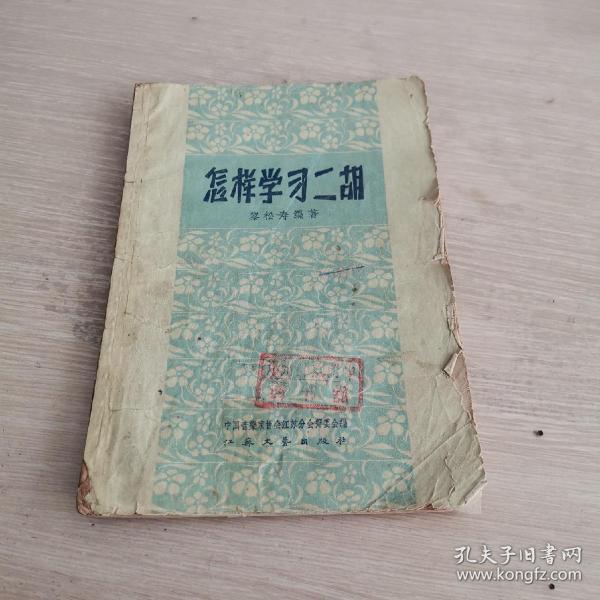 怎样学习二胡
黎松寿编著
中国音乐家协会江苏分会筹委会编
江苏文艺出版社
孔夫子旧书网
www.kongfz.com